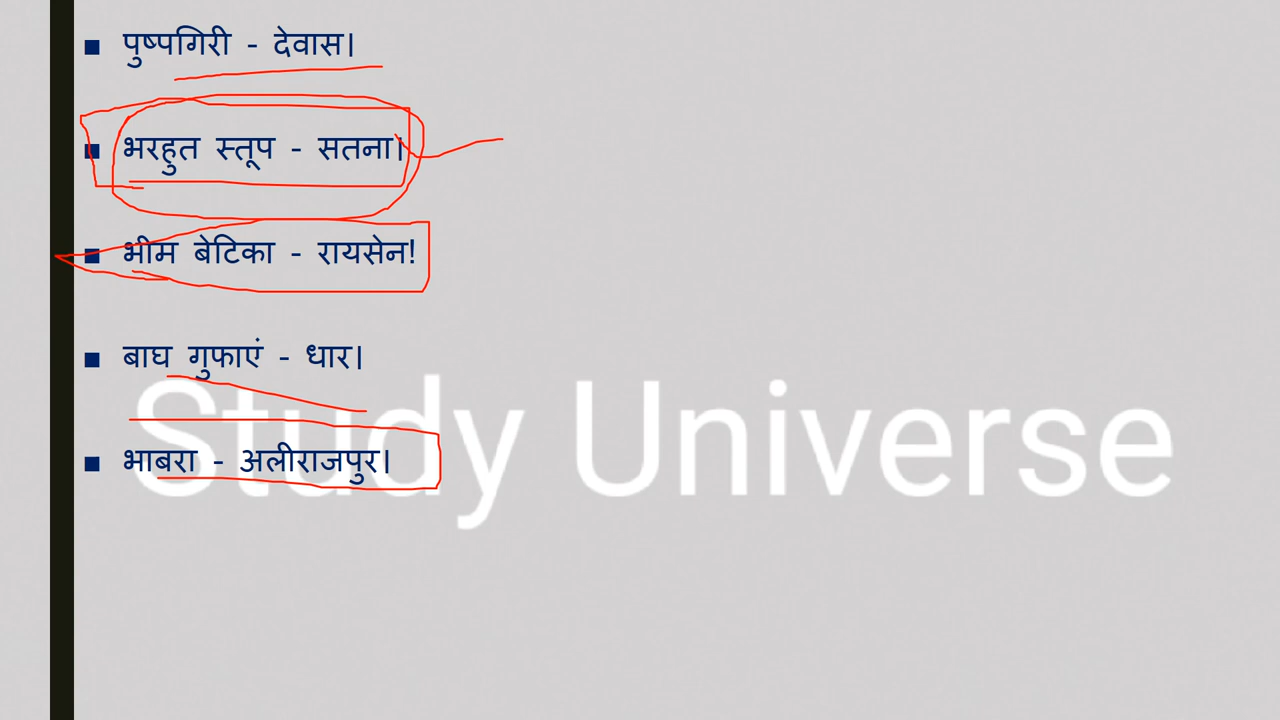 ▪ पुष्पगिरी - देवास।
▪ भरहुत स्तूप - सतना।
▪ भीम बेटिका - रायसेन!
▪ बाघ गुफाएं - धार।
▪ भाबरा - अलीराजपुर।
Study Universe